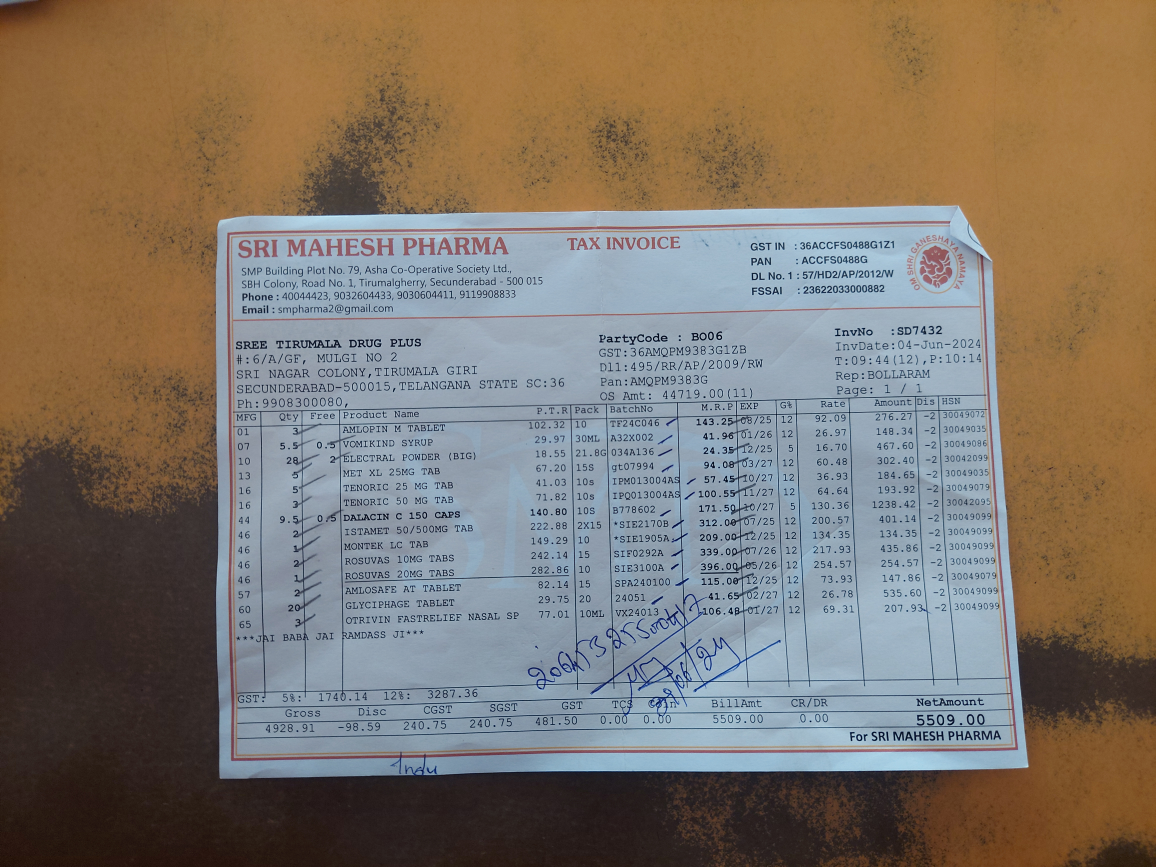 SRI MAHESH PHARMA TAX INVOICE
SMP Building Plot No. 79, Asha Co-Operative Society Ltd.,
SBH Colony, Road No. 1, Tirumalgherry, Secunderabad - 500 015
Phone : 40044423, 9032604433, 9030604411, 9119908833
Email : smpharma2@gmail.com
GST IN : 36ACCFS0488G1Z1
PAN : ACCFS0488G
DL No. 1 : 57/HD2/AP/2012/W
FSSAI : 23622033000882
OM SHRI GANESHAYA NAMAYA
SREE TIRUMALA DRUG PLUS
#:6/A/GF, MULGI NO 2
SRI NAGAR COLONY,TIRUMALA GIRI
SECUNDERABAD-500015,TELANGANA STATE SC:36
Ph:9908300080,
PartyCode : BO06
GST:36AMQPM9383G1ZB
Dl1:495/RR/AP/2009/RW
Pan:AMQPM9383G
OS Amt: 44719.00(11)
InvNo :SD7432
InvDate:04-Jun-2024
T:09:44(12),P:10:14
Rep:BOLLARAM
Page: 1 / 1
MFG Qty Free Product Name P.T.R Pack BatchNo M.R.P EXP G% Rate Amount Dis HSN
01 3 AMLOPIN M TABLET 102.32 10 TF24C046 143.25 08/25 12 92.09 276.27 -2 30049072
07 5.5 0.5 VOMIKIND SYRUP 29.97 30ML A32X002 41.96 01/26 12 26.97 148.34 -2 30049035
10 28 2 ELECTRAL POWDER (BIG) 18.55 21.8G 034A136 24.35 12/25 5 16.70 467.60 -2 30049086
13 5 MET XL 25MG TAB 67.20 15S gt07994 94.08 03/27 12 60.48 302.40 -2 30042099
16 5 TENORIC 25 MG TAB 41.03 10s IPM013004AS 57.45 10/27 12 36.93 184.65 -2 30049035
16 3 TENORIC 50 MG TAB 71.82 10s IPQ013004AS 100.55 11/27 12 64.64 193.92 -2 30049079
44 9.5 0.5 DALACIN C 150 CAPS 140.80 10S B778602 171.50 10/27 5 130.36 1238.42 -2 30042095
46 2 ISTAMET 50/500MG TAB 222.88 2X15 *SIE2170B 312.00 07/25 12 200.57 401.14 -2 30049099
46 1 MONTEK LC TAB 149.29 10 *SIE1905A 209.00 12/25 12 134.35 134.35 -2 30049099
46 2 ROSUVAS 10MG TABS 242.14 15 SIF0292A 339.00 07/26 12 217.93 435.86 -2 30049099
46 1 ROSUVAS 20MG TABS 282.86 10 SIE3100A 396.00 05/26 12 254.57 254.57 -2 30049099
57 2 AMLOSAFE AT TABLET 82.14 15 SPA240100 115.00 12/25 12 73.93 147.86 -2 30049079
60 20 GLYCIPHAGE TABLET 29.75 20 24051 41.65 02/27 12 26.78 535.60 -2 30049099
65 3 OTRIVIN FASTRELIEF NASAL SP 77.01 10ML VX24013 106.48 01/27 12 69.31 207.93 -2 30049099
***JAI BABA JAI RAMDASS JI***
GST: 5%: 1740.14 12%: 3287.36
Gross Disc CGST SGST GST TCS BillAmt CR/DR NetAmount
4928.91 -98.59 240.75 240.75 481.50 0.00 0.00 5509.00 0.00 5509.00
For SRI MAHESH PHARMA
Indu